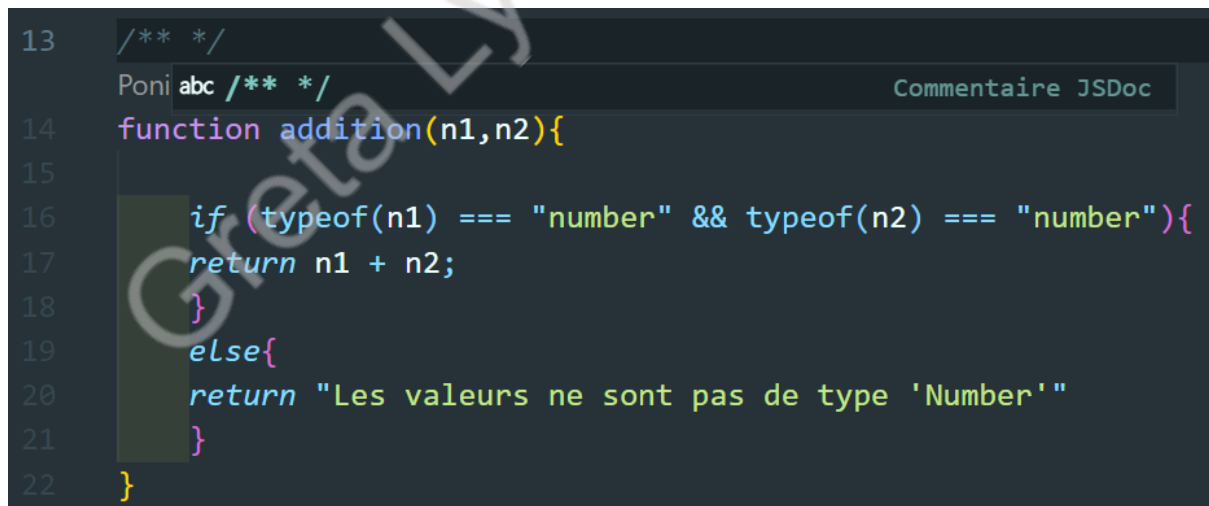 13 /** */
Poni abc /** */ Commentaire JSDoc
14 function addition(n1,n2){
15
16 if (typeof(n1) === "number" && typeof(n2) === "number"){
17 return n1 + n2;
18 }
19 else{
20 return "Les valeurs ne sont pas de type 'Number'"
21 }
22 }
Greta Ly